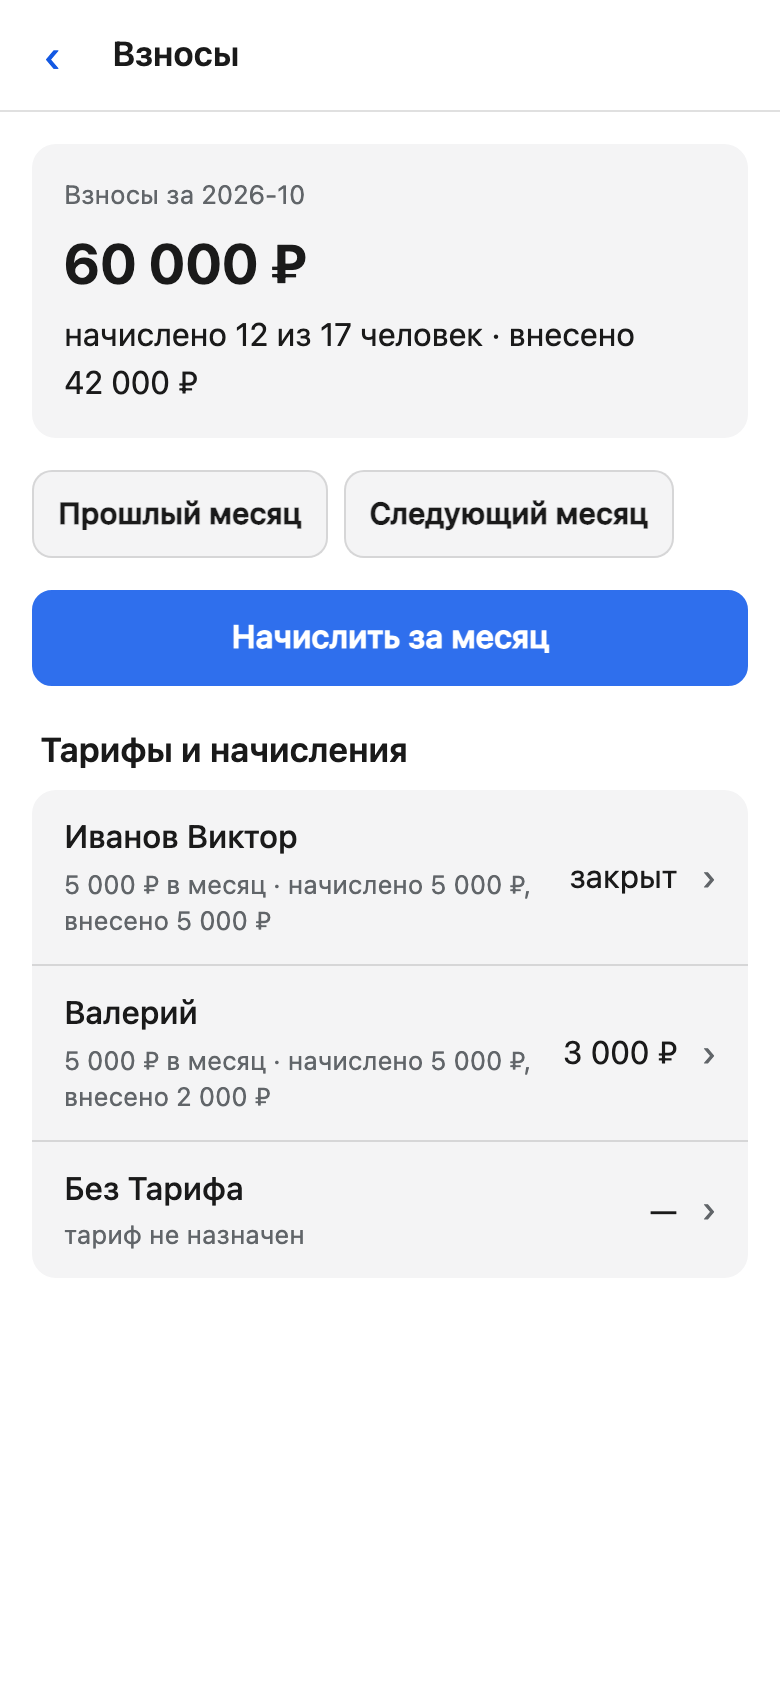 ‹ Взносы
Взносы за 2026-10
60 000 ₽
начислено 12 из 17 человек · внесено
42 000 ₽
Прошлый месяц
Следующий месяц
Начислить за месяц
Тарифы и начисления
Иванов Виктор
5 000 ₽ в месяц · начислено 5 000 ₽,
внесено 5 000 ₽
закрыт ›
Валерий
5 000 ₽ в месяц · начислено 5 000 ₽,
внесено 2 000 ₽
3 000 ₽ ›
Без Тарифа
тариф не назначен
— ›